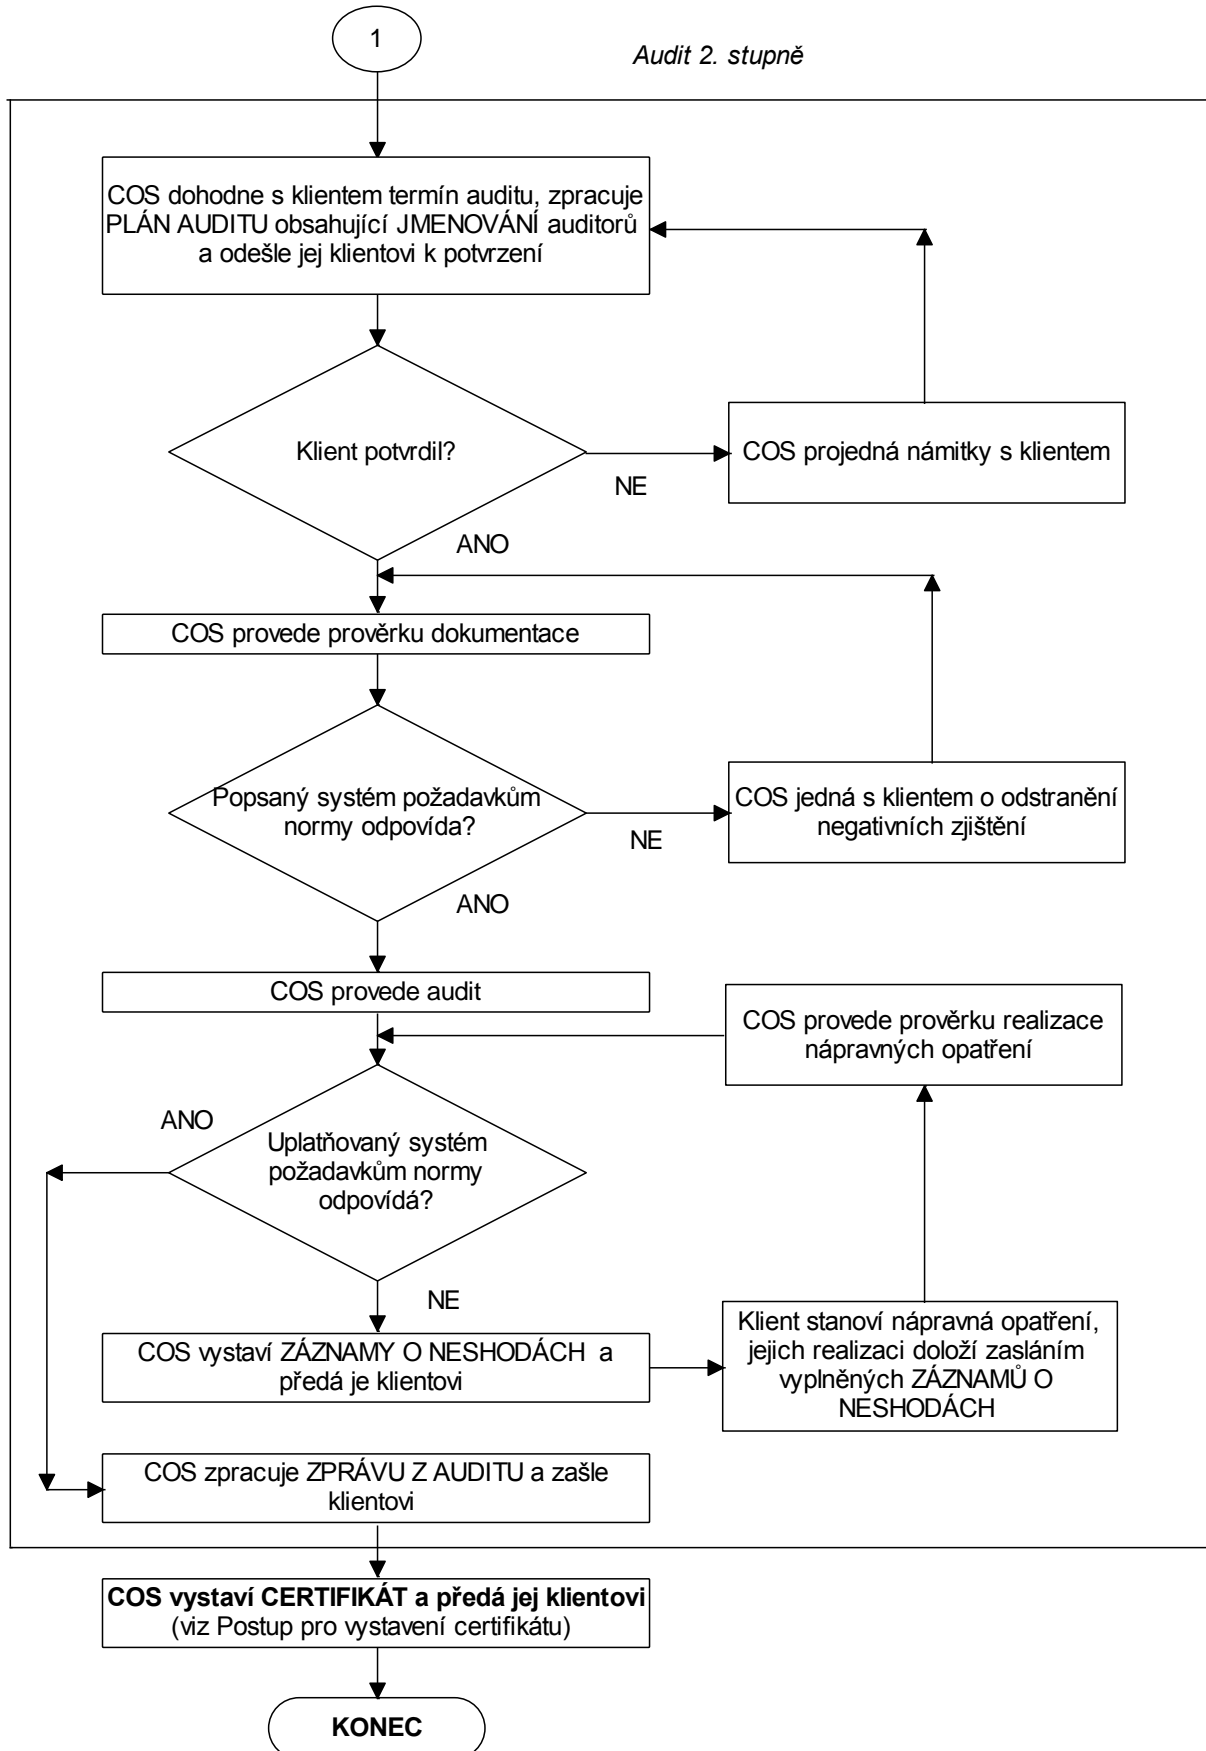 1
Audit 2. stupně
COS dohodne s klientem termín auditu, zpracuje
PLÁN AUDITU obsahující JMENOVÁNÍ auditorů
a odešle jej klientovi k potvrzení
Klient potvrdil?
NE
COS projedná námitky s klientem
ANO
COS provede prověrku dokumentace
Popsaný systém požadavkům
normy odpovída?
NE
COS jedná s klientem o odstranění
negativních zjištění
ANO
COS provede audit
COS provede prověrku realizace
nápravných opatření
ANO
Uplatňovaný systém
požadavkům normy
odpovídá?
NE
COS vystaví ZÁZNAMY O NESHODÁCH a
předá je klientovi
Klient stanoví nápravná opatření,
jejich realizaci doloží zasláním
vyplněných ZÁZNAMŮ O
NESHODÁCH
COS zpracuje ZPRÁVU Z AUDITU a zašle
klientovi
COS vystaví CERTIFIKÁT a předá jej klientovi
(viz Postup pro vystavení certifikátu)
KONEC